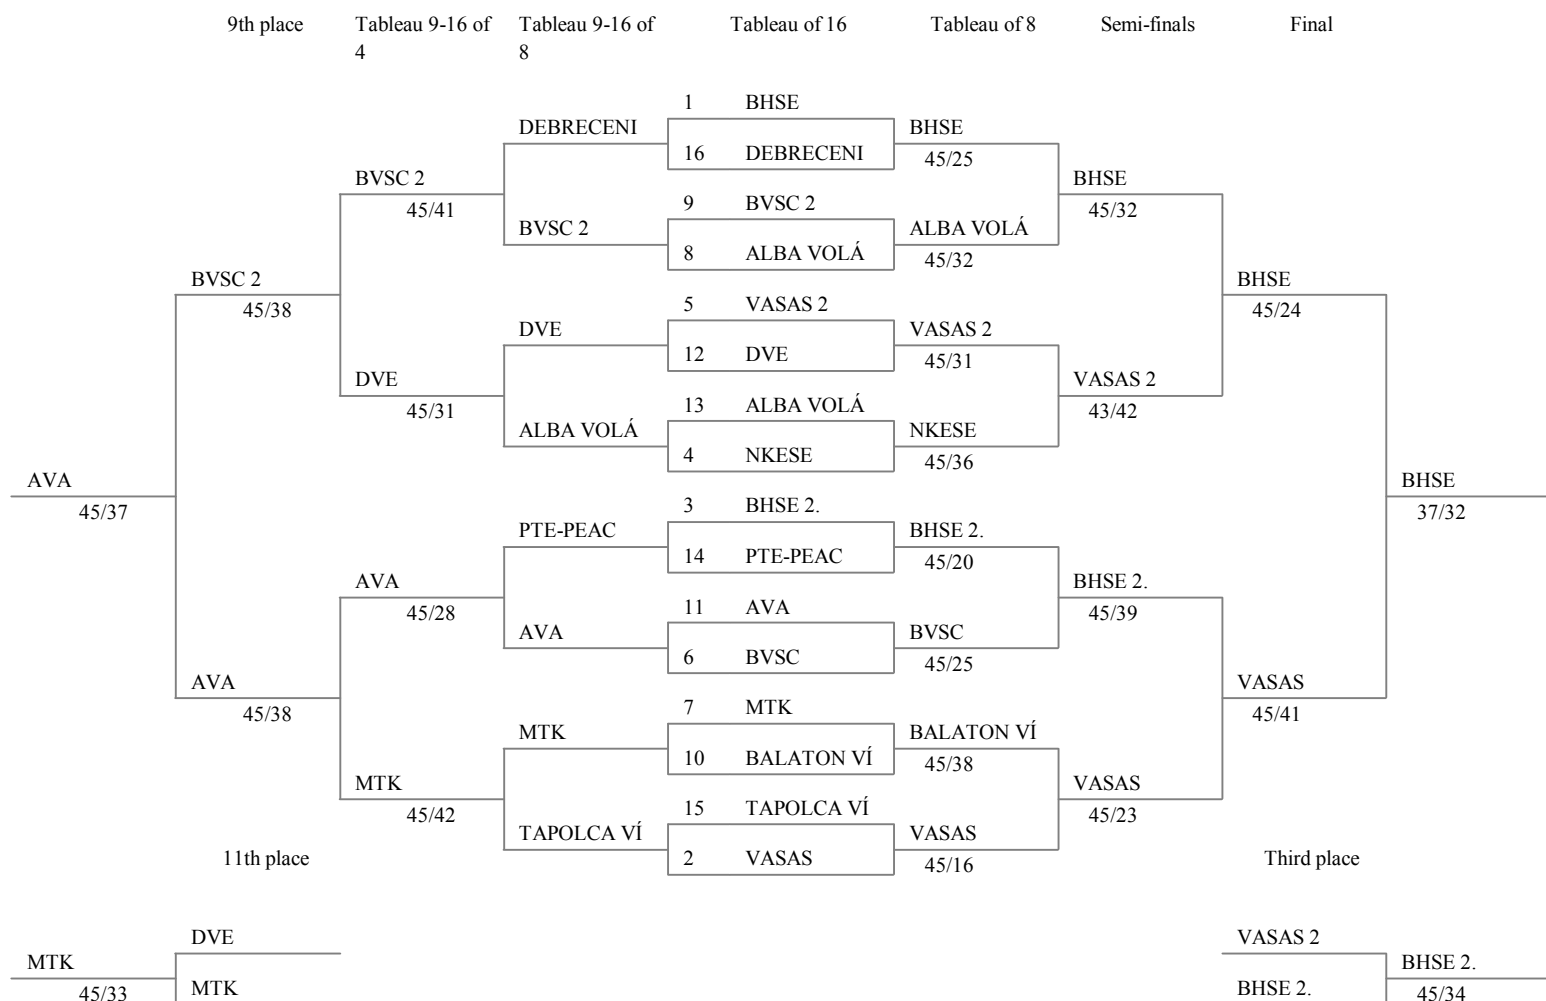 9th place
Tableau 9-16 of
4
Tableau 9-16 of
8
Tableau of 16
Tableau of 8
Semi-finals
Final
1 BHSE
DEBRECENI
BHSE
16 DEBRECENI
45/25
BVSC 2
BHSE
45/41
9 BVSC 2
45/32
BVSC 2
ALBA VOLÁ
8 ALBA VOLÁ
45/32
BVSC 2
BHSE
45/38
5 VASAS 2
45/24
DVE
VASAS 2
12 DVE
45/31
DVE
VASAS 2
45/31
13 ALBA VOLÁ
43/42
ALBA VOLÁ
NKESE
4 NKESE
45/36
AVA
BHSE
45/37
3 BHSE 2.
37/32
PTE-PEAC
BHSE 2.
14 PTE-PEAC
45/20
AVA
BHSE 2.
45/28
11 AVA
45/39
AVA
BVSC
6 BVSC
45/25
AVA
VASAS
45/38
7 MTK
45/41
MTK
BALATON VÍ
10 BALATON VÍ
45/38
MTK
VASAS
45/42
15 TAPOLCA VÍ
45/23
TAPOLCA VÍ
VASAS
2 VASAS
45/16
11th place
Third place
DVE
VASAS 2
MTK
BHSE 2.
45/33
MTK
BHSE 2.
45/34